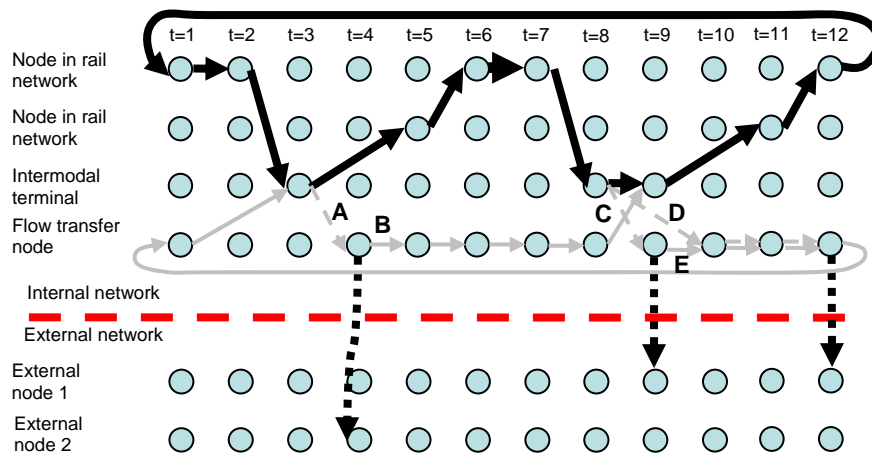 t=1 t=2 t=3 t=4 t=5 t=6 t=7 t=8 t=9 t=10 t=11 t=12
Node in rail
network
Node in rail
network
Intermodal
terminal
A
B
C
D
Flow transfer
node
E
Internal network
External network
External
node 1
External
node 2